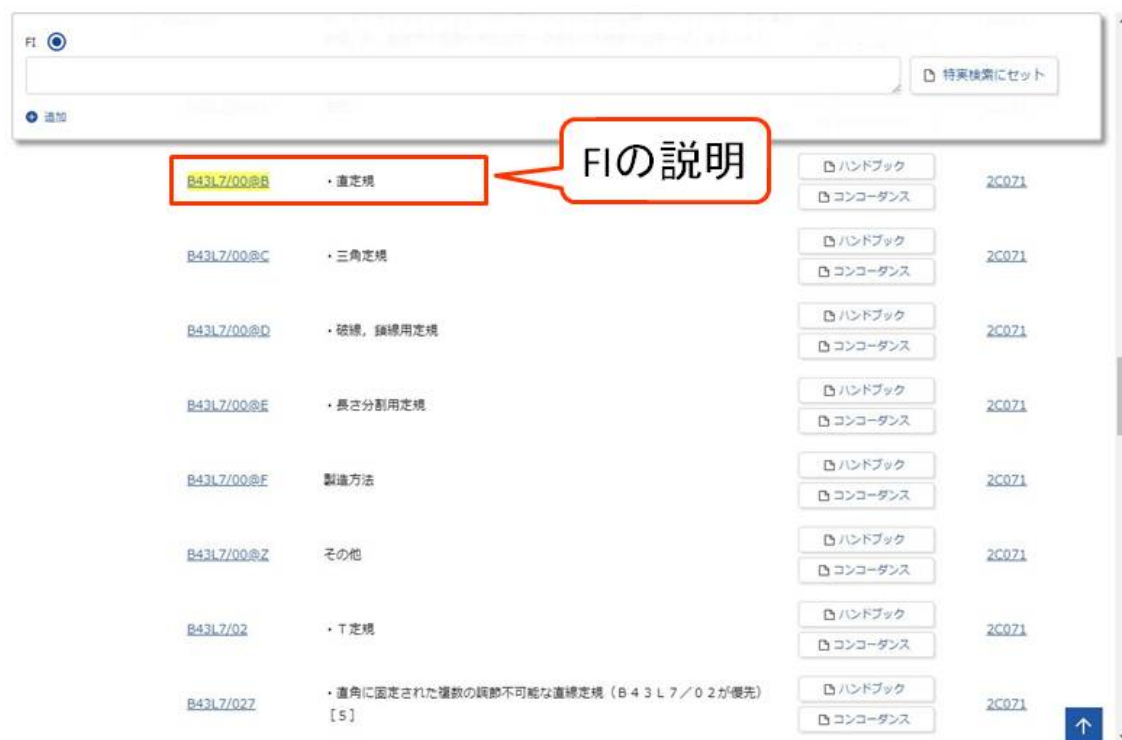 FI
特実検索にセット
追加
FIの説明
B43L7/00@B ・直定規 ハンドブック 2C071
コンコーダンス
B43L7/00@C ・三角定規 ハンドブック 2C071
コンコーダンス
B43L7/00@D ・破線，鎖線用定規 ハンドブック 2C071
コンコーダンス
B43L7/00@E ・長さ分割用定規 ハンドブック 2C071
コンコーダンス
B43L7/00@F 製造方法 ハンドブック 2C071
コンコーダンス
B43L7/00@Z その他 ハンドブック 2C071
コンコーダンス
B43L7/02 ・Ｔ定規 ハンドブック 2C071
コンコーダンス
B43L7/027 ・直角に固定された複数の調節不可能な直線定規（Ｂ４３Ｌ７／０２が優先） ハンドブック 2C071
［５］ コンコーダンス